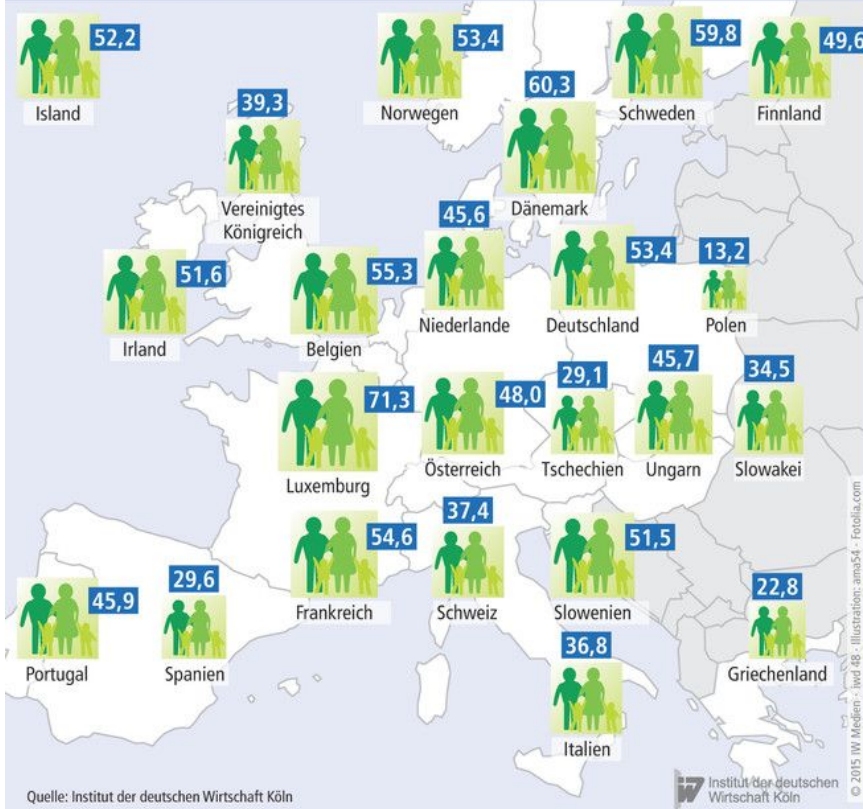 52,2
Island
53,4
Norwegen
59,8
Schweden
49,6
Finnland
39,3
Vereinigtes
Königreich
60,3
Dänemark
51,6
Irland
55,3
Belgien
45,6
Niederlande
53,4
Deutschland
13,2
Polen
71,3
Luxemburg
48,0
Österreich
29,1
Tschechien
45,7
Ungarn
34,5
Slowakei
54,6
Frankreich
37,4
Schweiz
51,5
Slowenien
45,9
Portugal
29,6
Spanien
36,8
Italien
22,8
Griechenland
© 2015 IW Medien · iwd 48 · Illustration: ama54 - Fotolia.com
Quelle: Institut der deutschen Wirtschaft Köln
iw Institut der deutschen
Wirtschaft Köln